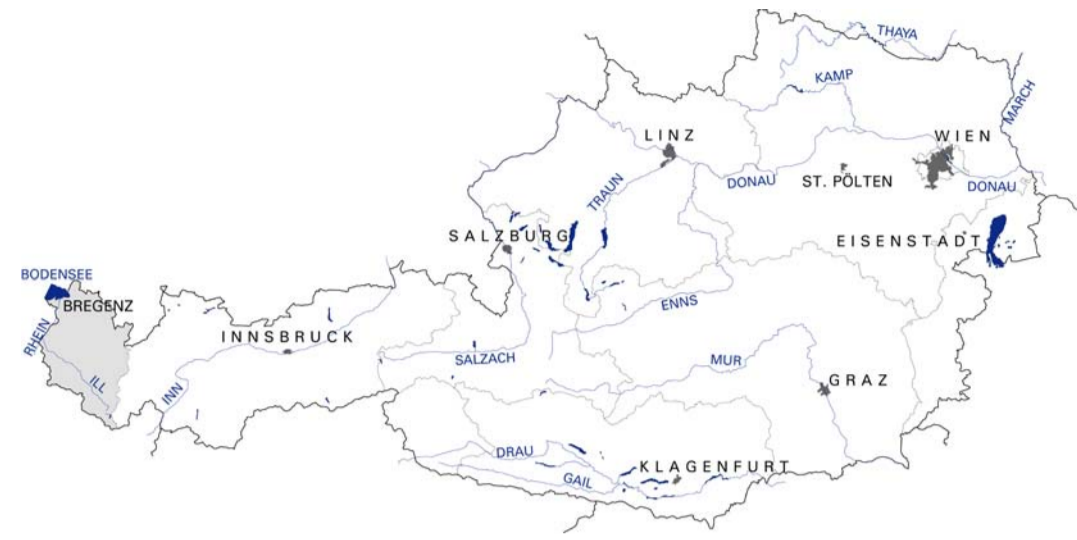 THAYA
KAMP
MARCH
LINZ
WIEN
DONAU
ST. PÖLTEN
DONAU
TRAUN
SALZBURG
EISENSTADT
BODENSEE
BREGENZ
ENNS
RHEIN
INNSBRUCK
SALZACH
MUR
ILL
INN
GRAZ
DRAU
KLAGENFURT
GAIL